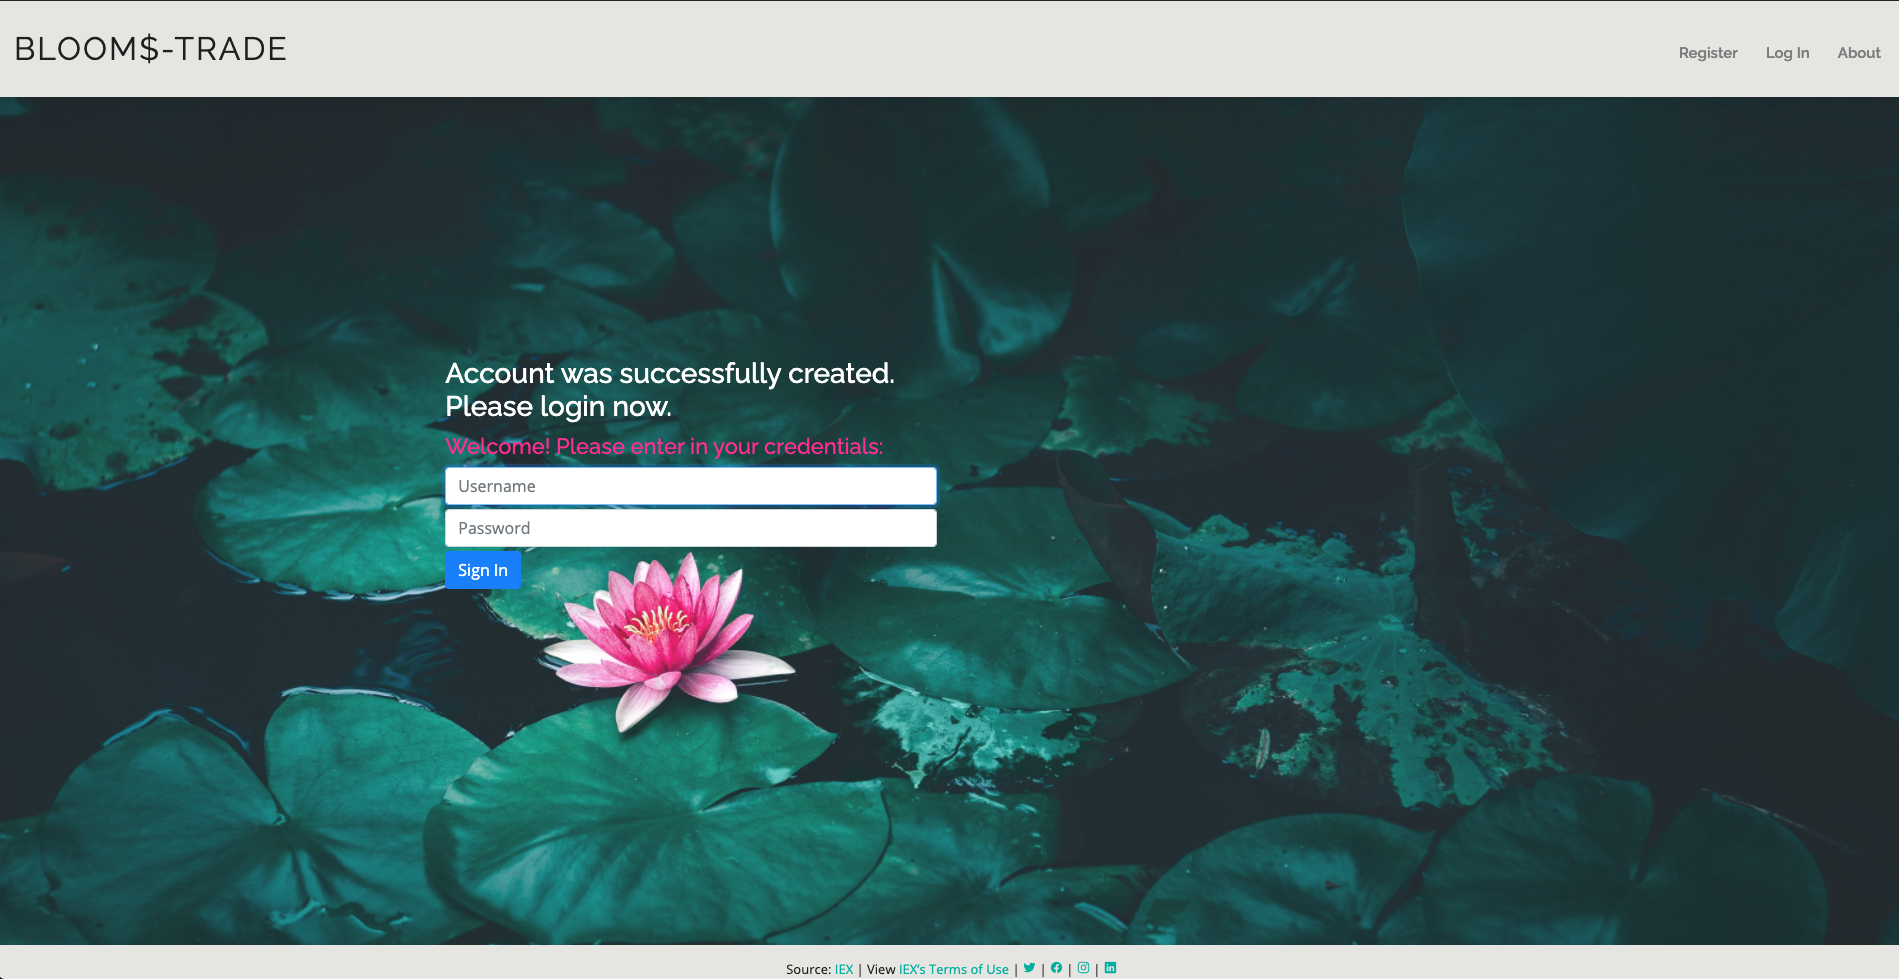 BLOOM$-TRADE
Register Log In About
Account was successfully created.
Please login now.
Welcome! Please enter in your credentials:
Username
Password
Sign In
Source: IEX | View IEX's Terms of Use | | | |